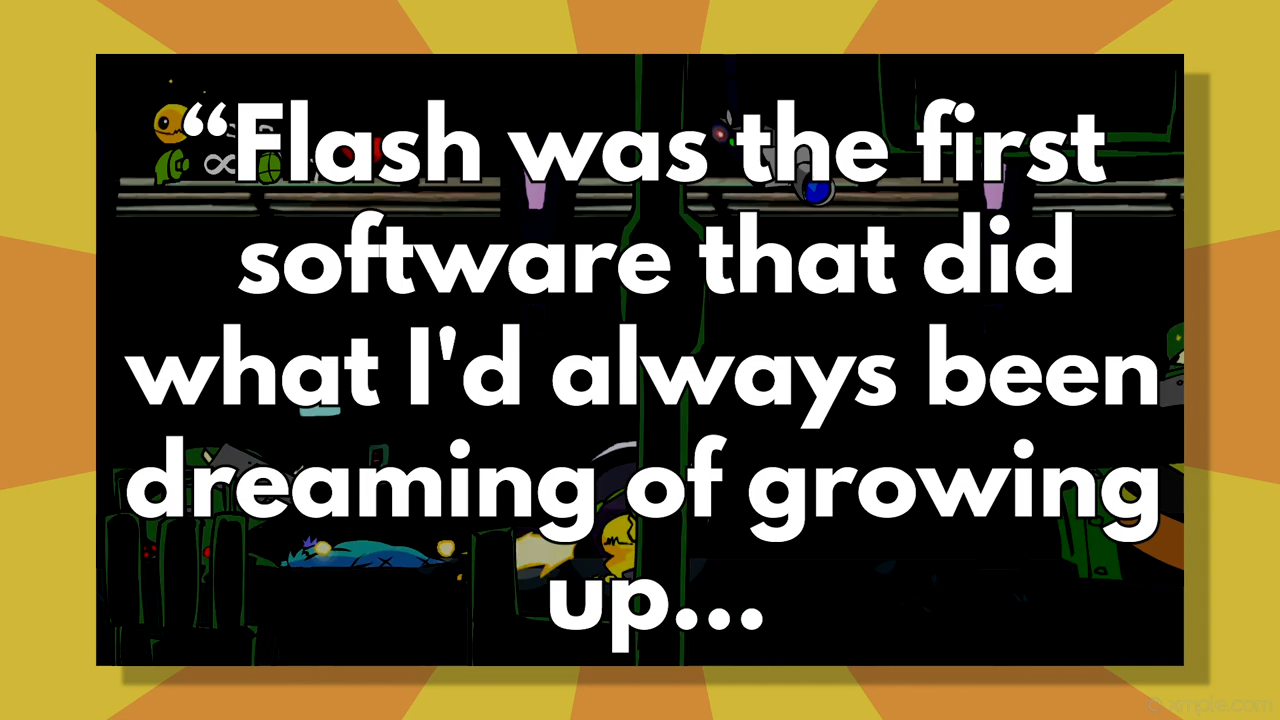 “Flash was the first
software that did
what I'd always been
dreaming of growing
up...